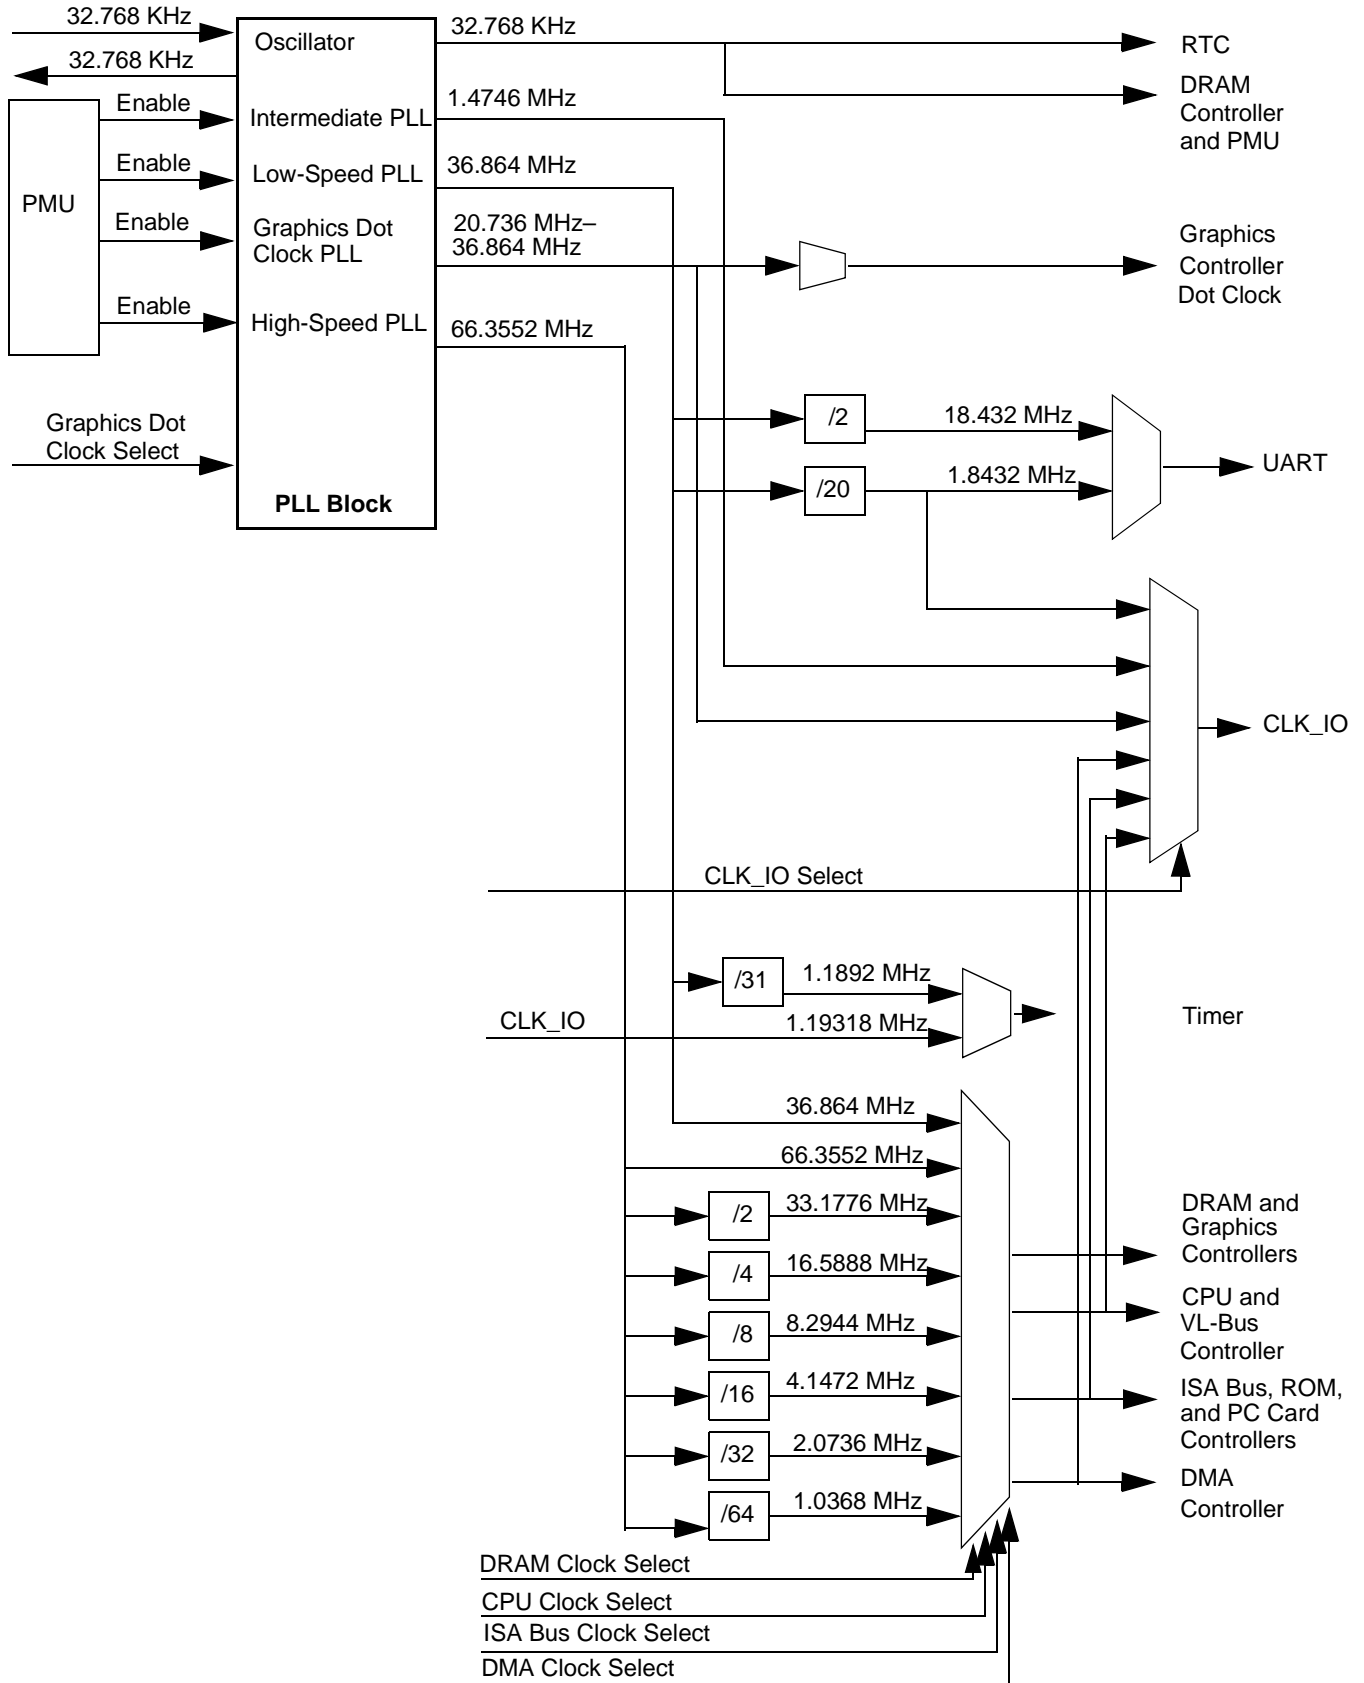 32.768 KHz
32.768 KHz
PMU
Enable
Enable
Enable
Enable
Graphics Dot
Clock Select
Oscillator
Intermediate PLL
Low-Speed PLL
Graphics Dot
Clock PLL
High-Speed PLL
PLL Block
32.768 KHz
1.4746 MHz
36.864 MHz
20.736 MHz–
36.864 MHz
66.3552 MHz
RTC
DRAM
Controller
and PMU
Graphics
Controller
Dot Clock
/2
18.432 MHz
/20
1.8432 MHz
UART
CLK_IO
CLK_IO Select
/31
1.1892 MHz
CLK_IO
1.19318 MHz
Timer
36.864 MHz
66.3552 MHz
/2
33.1776 MHz
/4
16.5888 MHz
/8
8.2944 MHz
/16
4.1472 MHz
/32
2.0736 MHz
/64
1.0368 MHz
DRAM and
Graphics
Controllers
CPU and
VL-Bus
Controller
ISA Bus, ROM,
and PC Card
Controllers
DMA
Controller
DRAM Clock Select
CPU Clock Select
ISA Bus Clock Select
DMA Clock Select